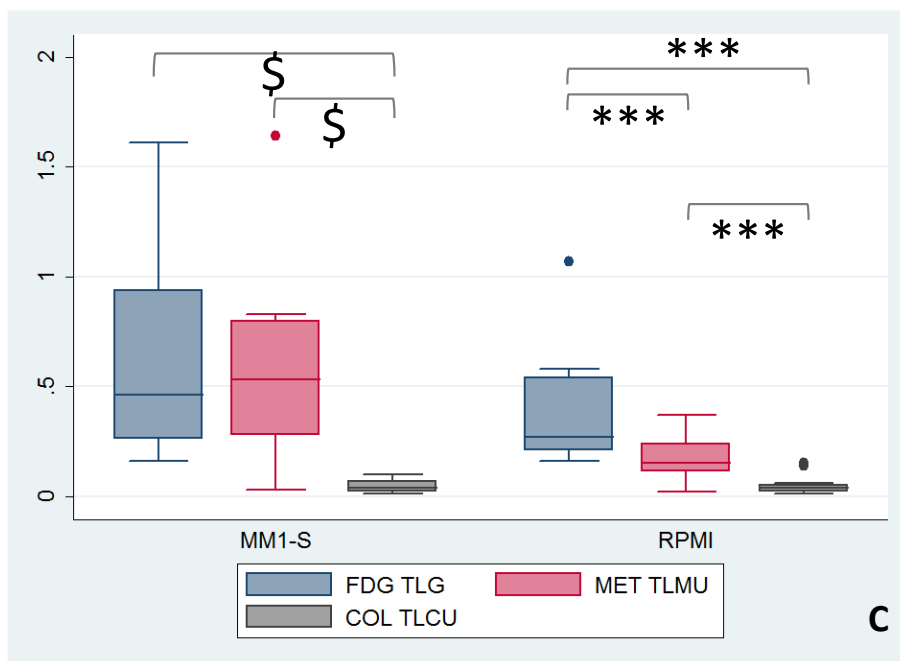 2
$
***
$
***
1.5
***
1
.5
0
MM1-S RPMI
FDG TLG MET TLMU
COL TLCU
C